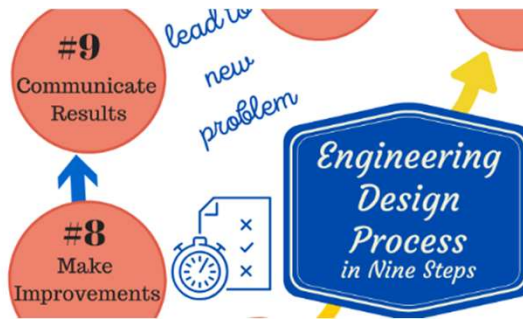 #9
Communicate
Results
lead to
new
problem
#8
Make
Improvements
Engineering
Design
Process
in Nine Steps